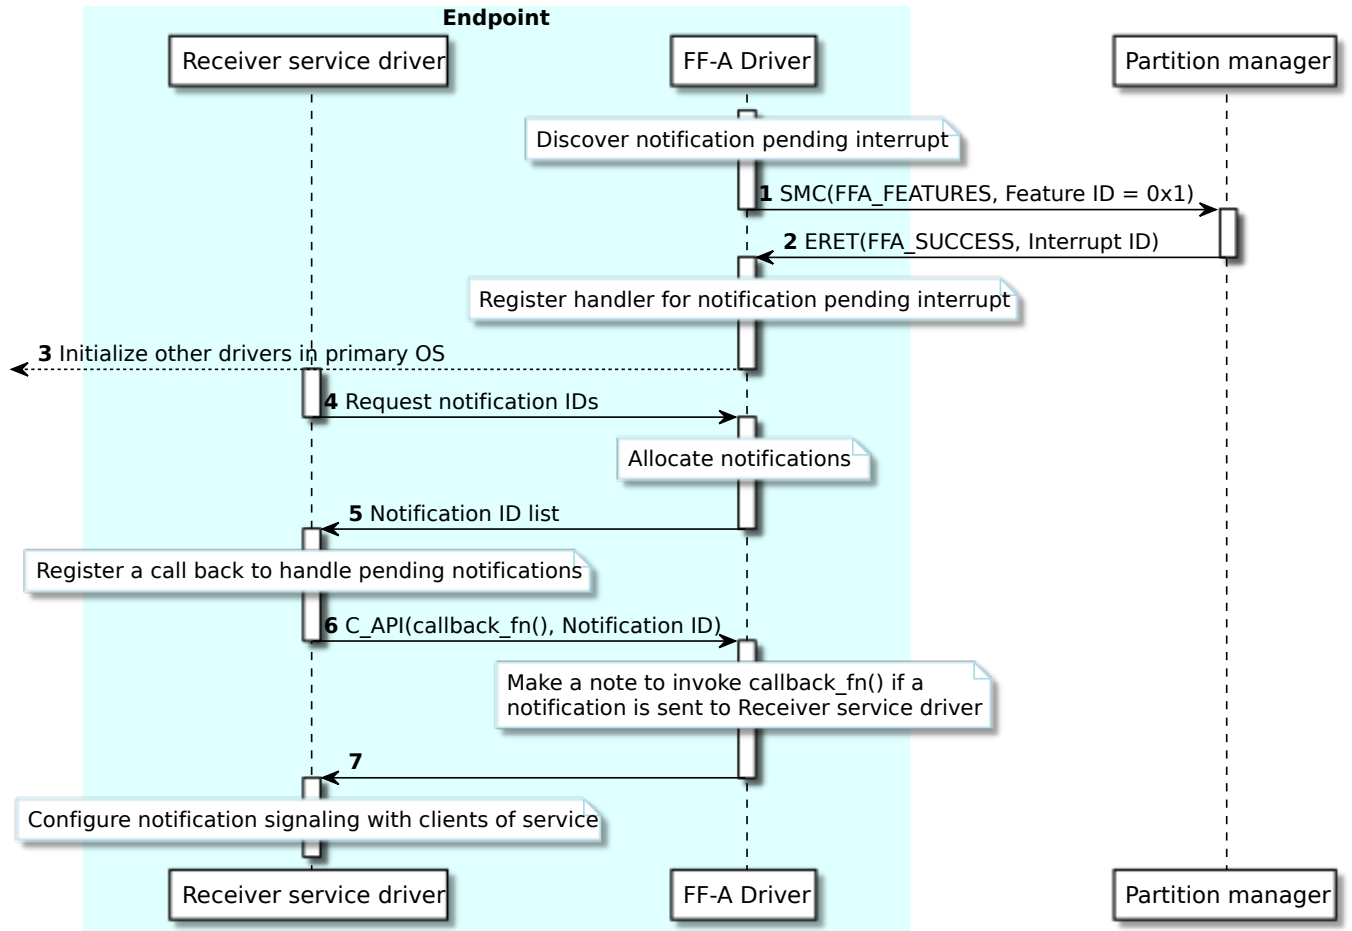 Endpoint
Receiver service driver
FF-A Driver
Partition manager
Discover notification pending interrupt
1 SMC(FFA_FEATURES, Feature ID = 0x1)
2 ERET(FFA_SUCCESS, Interrupt ID)
Register handler for notification pending interrupt
3 Initialize other drivers in primary OS
4 Request notification IDs
Allocate notifications
5 Notification ID list
Register a call back to handle pending notifications
6 C_API(callback_fn(), Notification ID)
Make a note to invoke callback_fn() if a
notification is sent to Receiver service driver
7
Configure notification signaling with clients of service
Receiver service driver
FF-A Driver
Partition manager